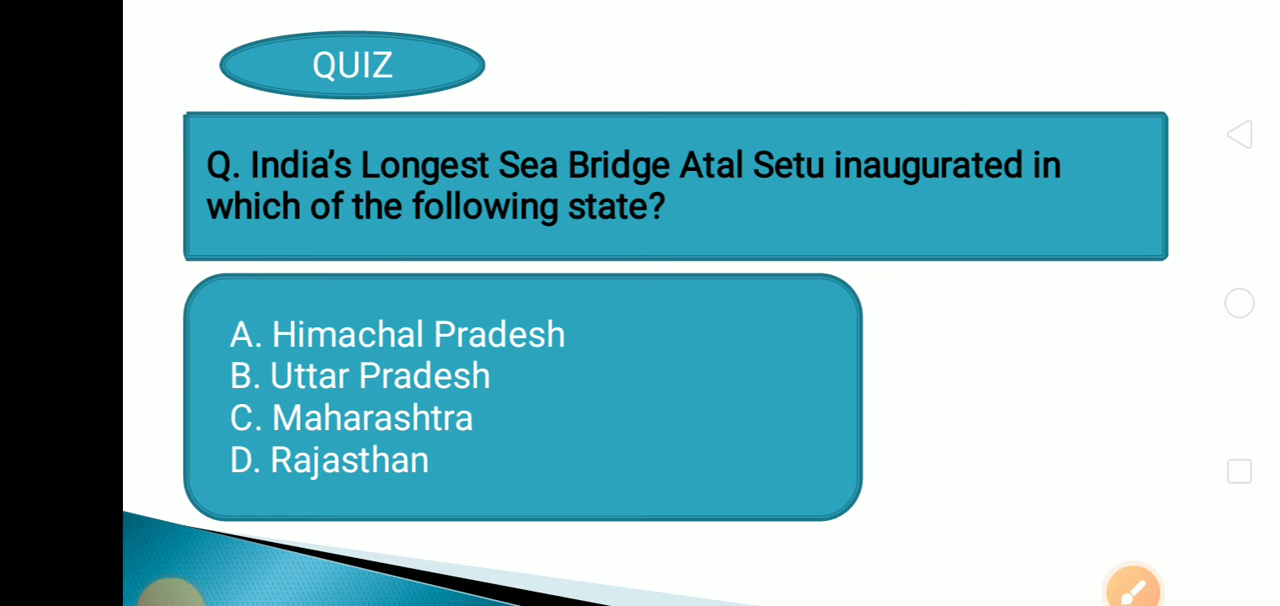 QUIZ
Q. India’s Longest Sea Bridge Atal Setu inaugurated in
which of the following state?
A. Himachal Pradesh
B. Uttar Pradesh
C. Maharashtra
D. Rajasthan